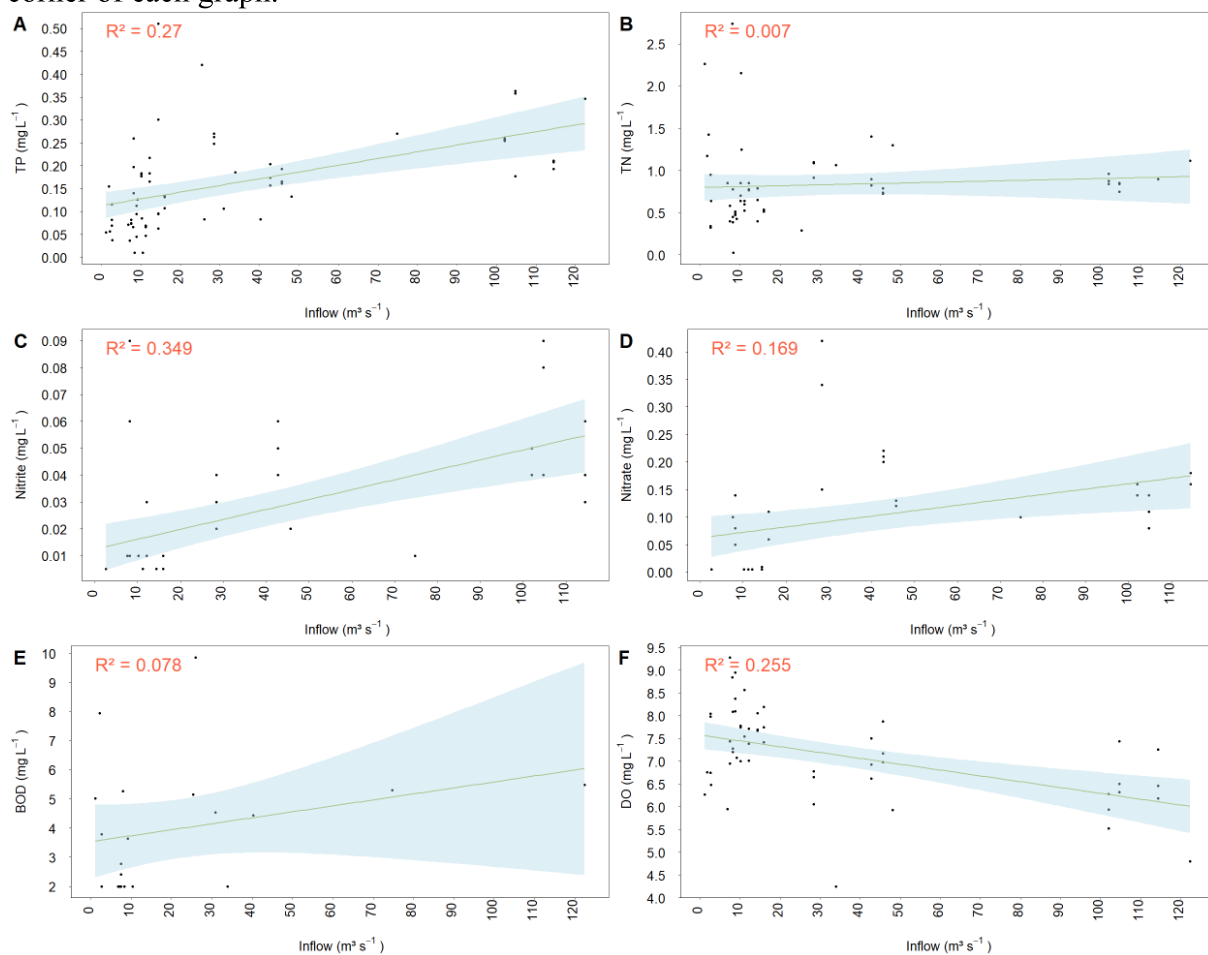 corner of each graph.
A
R² = 0.27
0.50
0.45
0.40
0.35
0.30
0.25
0.20
0.15
0.10
0.05
0.00
TP (mg L⁻¹)
0 10 20 30 40 50 60 70 80 90 100 110 120
Inflow (m³ s⁻¹)
B
R² = 0.007
2.5
2.0
1.5
1.0
0.5
0.0
TN (mg L⁻¹)
0 10 20 30 40 50 60 70 80 90 100 110 120
Inflow (m³ s⁻¹)
C
R² = 0.349
0.09
0.08
0.07
0.06
0.05
0.04
0.03
0.02
0.01
Nitrite (mg L⁻¹)
0 10 20 30 40 50 60 70 80 90 100 110
Inflow (m³ s⁻¹)
D
R² = 0.169
0.40
0.35
0.30
0.25
0.20
0.15
0.10
0.05
0.00
Nitrate (mg L⁻¹)
0 10 20 30 40 50 60 70 80 90 100 110
Inflow (m³ s⁻¹)
E
R² = 0.078
10
9
8
7
6
5
4
3
2
BOD (mg L⁻¹)
0 10 20 30 40 50 60 70 80 90 100 110 120
Inflow (m³ s⁻¹)
F
R² = 0.255
9.5
9.0
8.5
8.0
7.5
7.0
6.5
6.0
5.5
5.0
4.5
4.0
DO (mg L⁻¹)
0 10 20 30 40 50 60 70 80 90 100 110 120
Inflow (m³ s⁻¹)